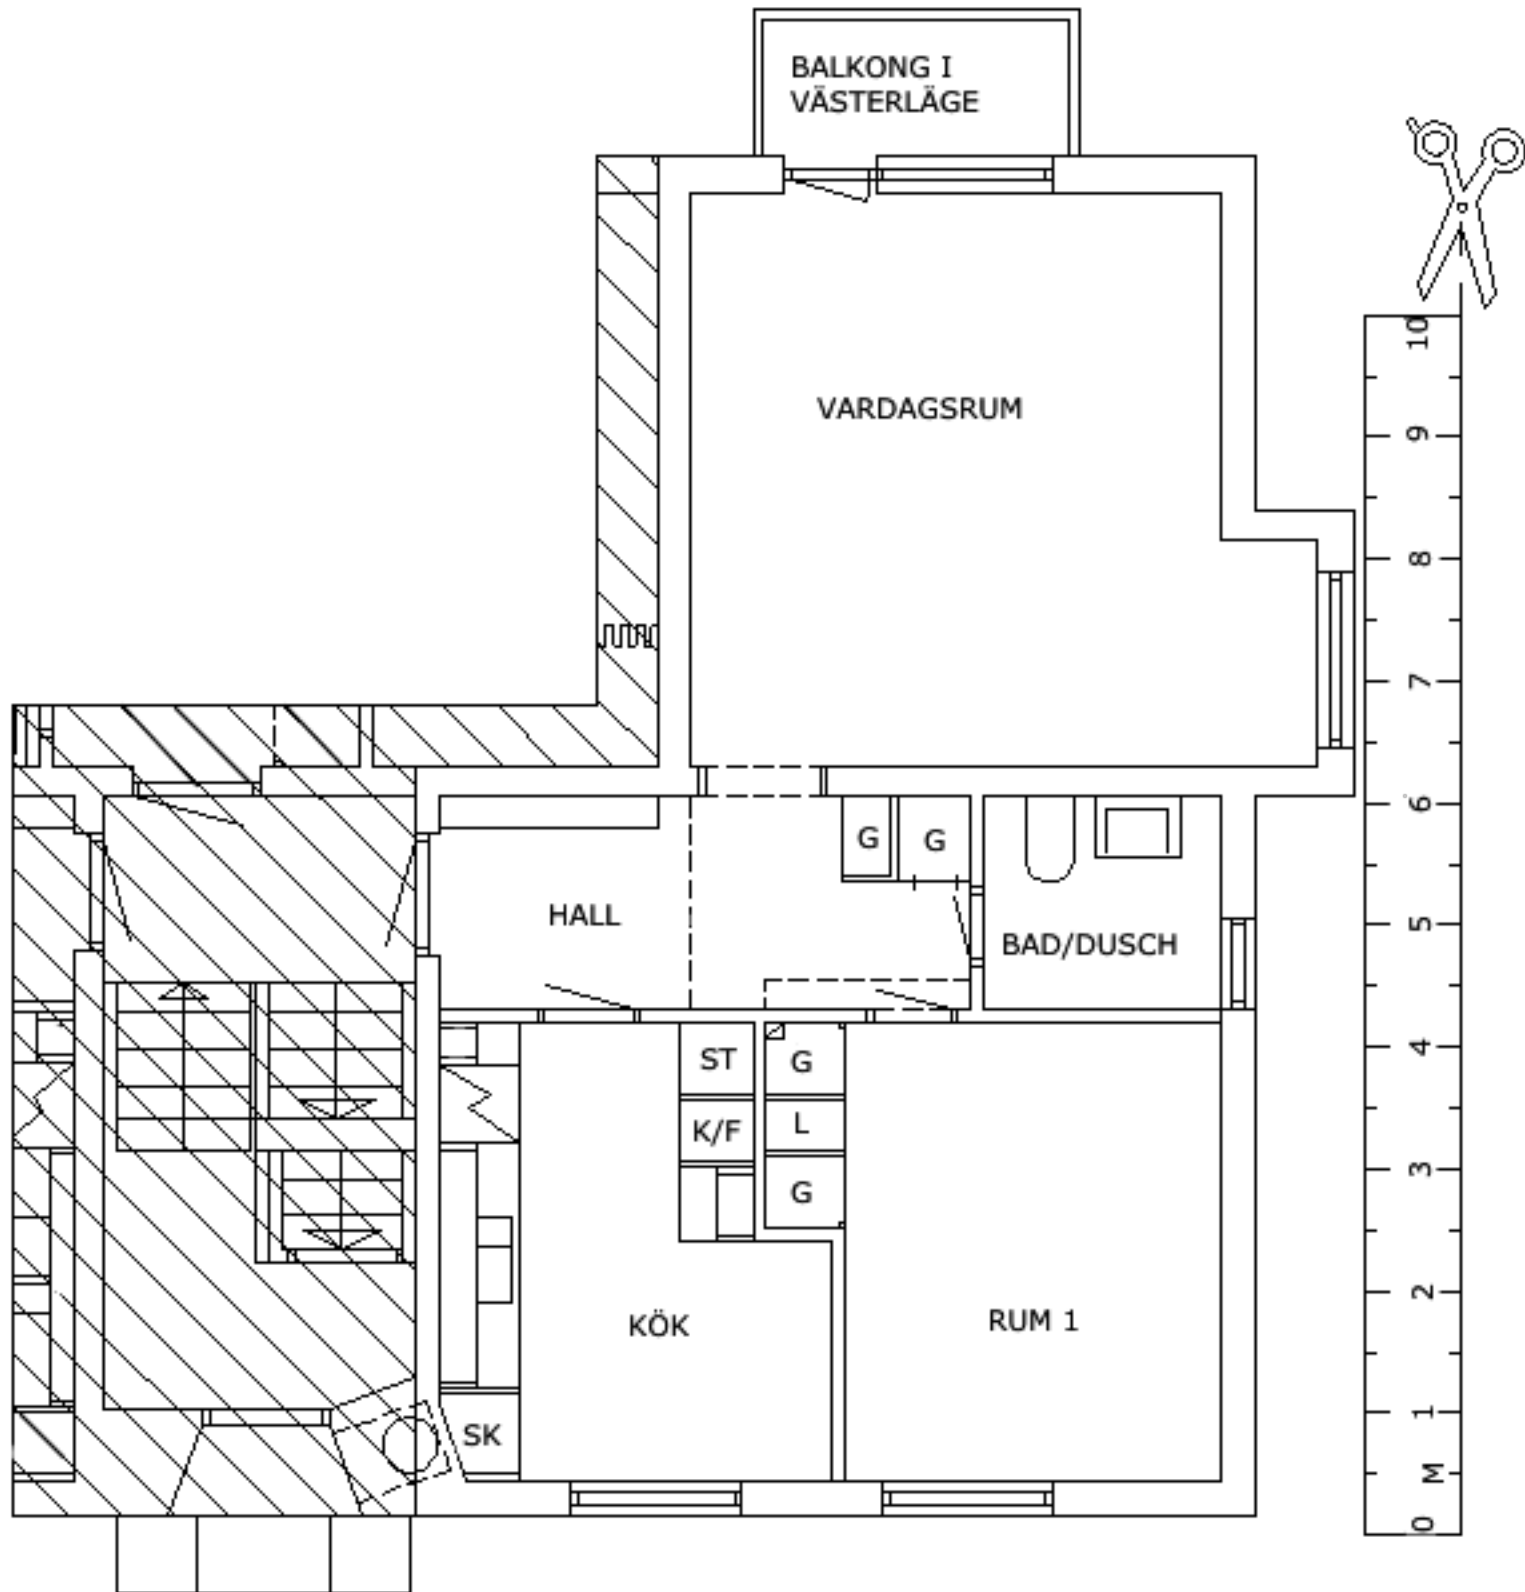 BALKONG I
VÄSTERLÄGE
VARDAGSRUM
G
G
HALL
BAD/DUSCH
ST
G
K/F
L
G
KÖK
RUM 1
SK
10
9
8
7
6
5
4
3
2
1
M
0